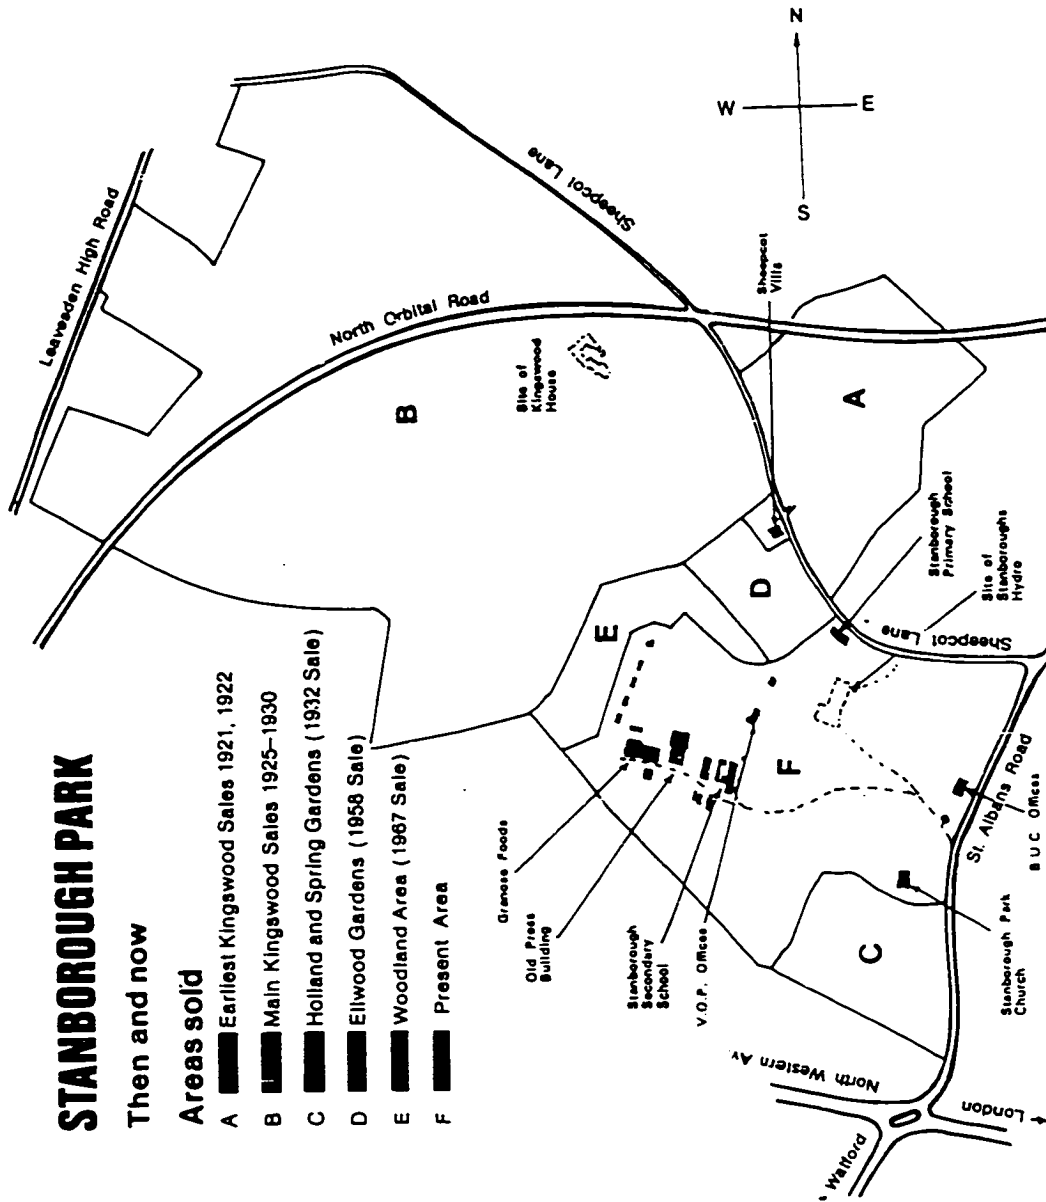 STANBOROUGH PARK
Then and now
Areas sold
A Earliest Kingswood Sales 1921, 1922
B Main Kingswood Sales 1925–1930
C Holland and Spring Gardens (1932 Sale)
D Ellwood Gardens (1958 Sale)
E Woodland Area (1967 Sale)
F Present Area
Leavesden High Road
North Orbital Road
Sheepcot Lane
N
W
E
S
B
Site of
Kingswood
House
Sheepcot
Villa
A
D
E
Stanborough
Primary School
Site of
Stanboroughs
Hydro
Sheepcot Lane
Granose Foods
Old Press
Building
Stanborough
Secondary
School
V.O.P. Offices
F
C
St. Albans Road
B U C Offices
Stanborough Park
Church
North Western Av.
London
Watford